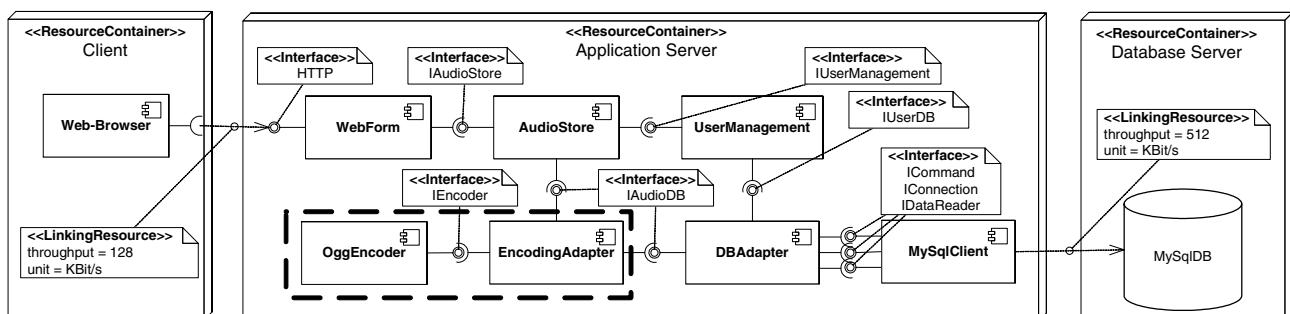 <<ResourceContainer>>
Client
<<ResourceContainer>>
Application Server
<<ResourceContainer>>
Database Server
<<Interface>>
HTTP
<<Interface>>
IAudioStore
<<Interface>>
IUserManagement
<<Interface>>
IUserDB
Web-Browser
WebForm
AudioStore
UserManagement
<<LinkingResource>>
throughput = 512
unit = KBit/s
<<Interface>>
IEncoder
<<Interface>>
IAudioDB
<<Interface>>
ICommand
IConnection
IDataReader
<<LinkingResource>>
throughput = 128
unit = KBit/s
OggEncoder
EncodingAdapter
DBAdapter
MySqlClient
MySqlDB